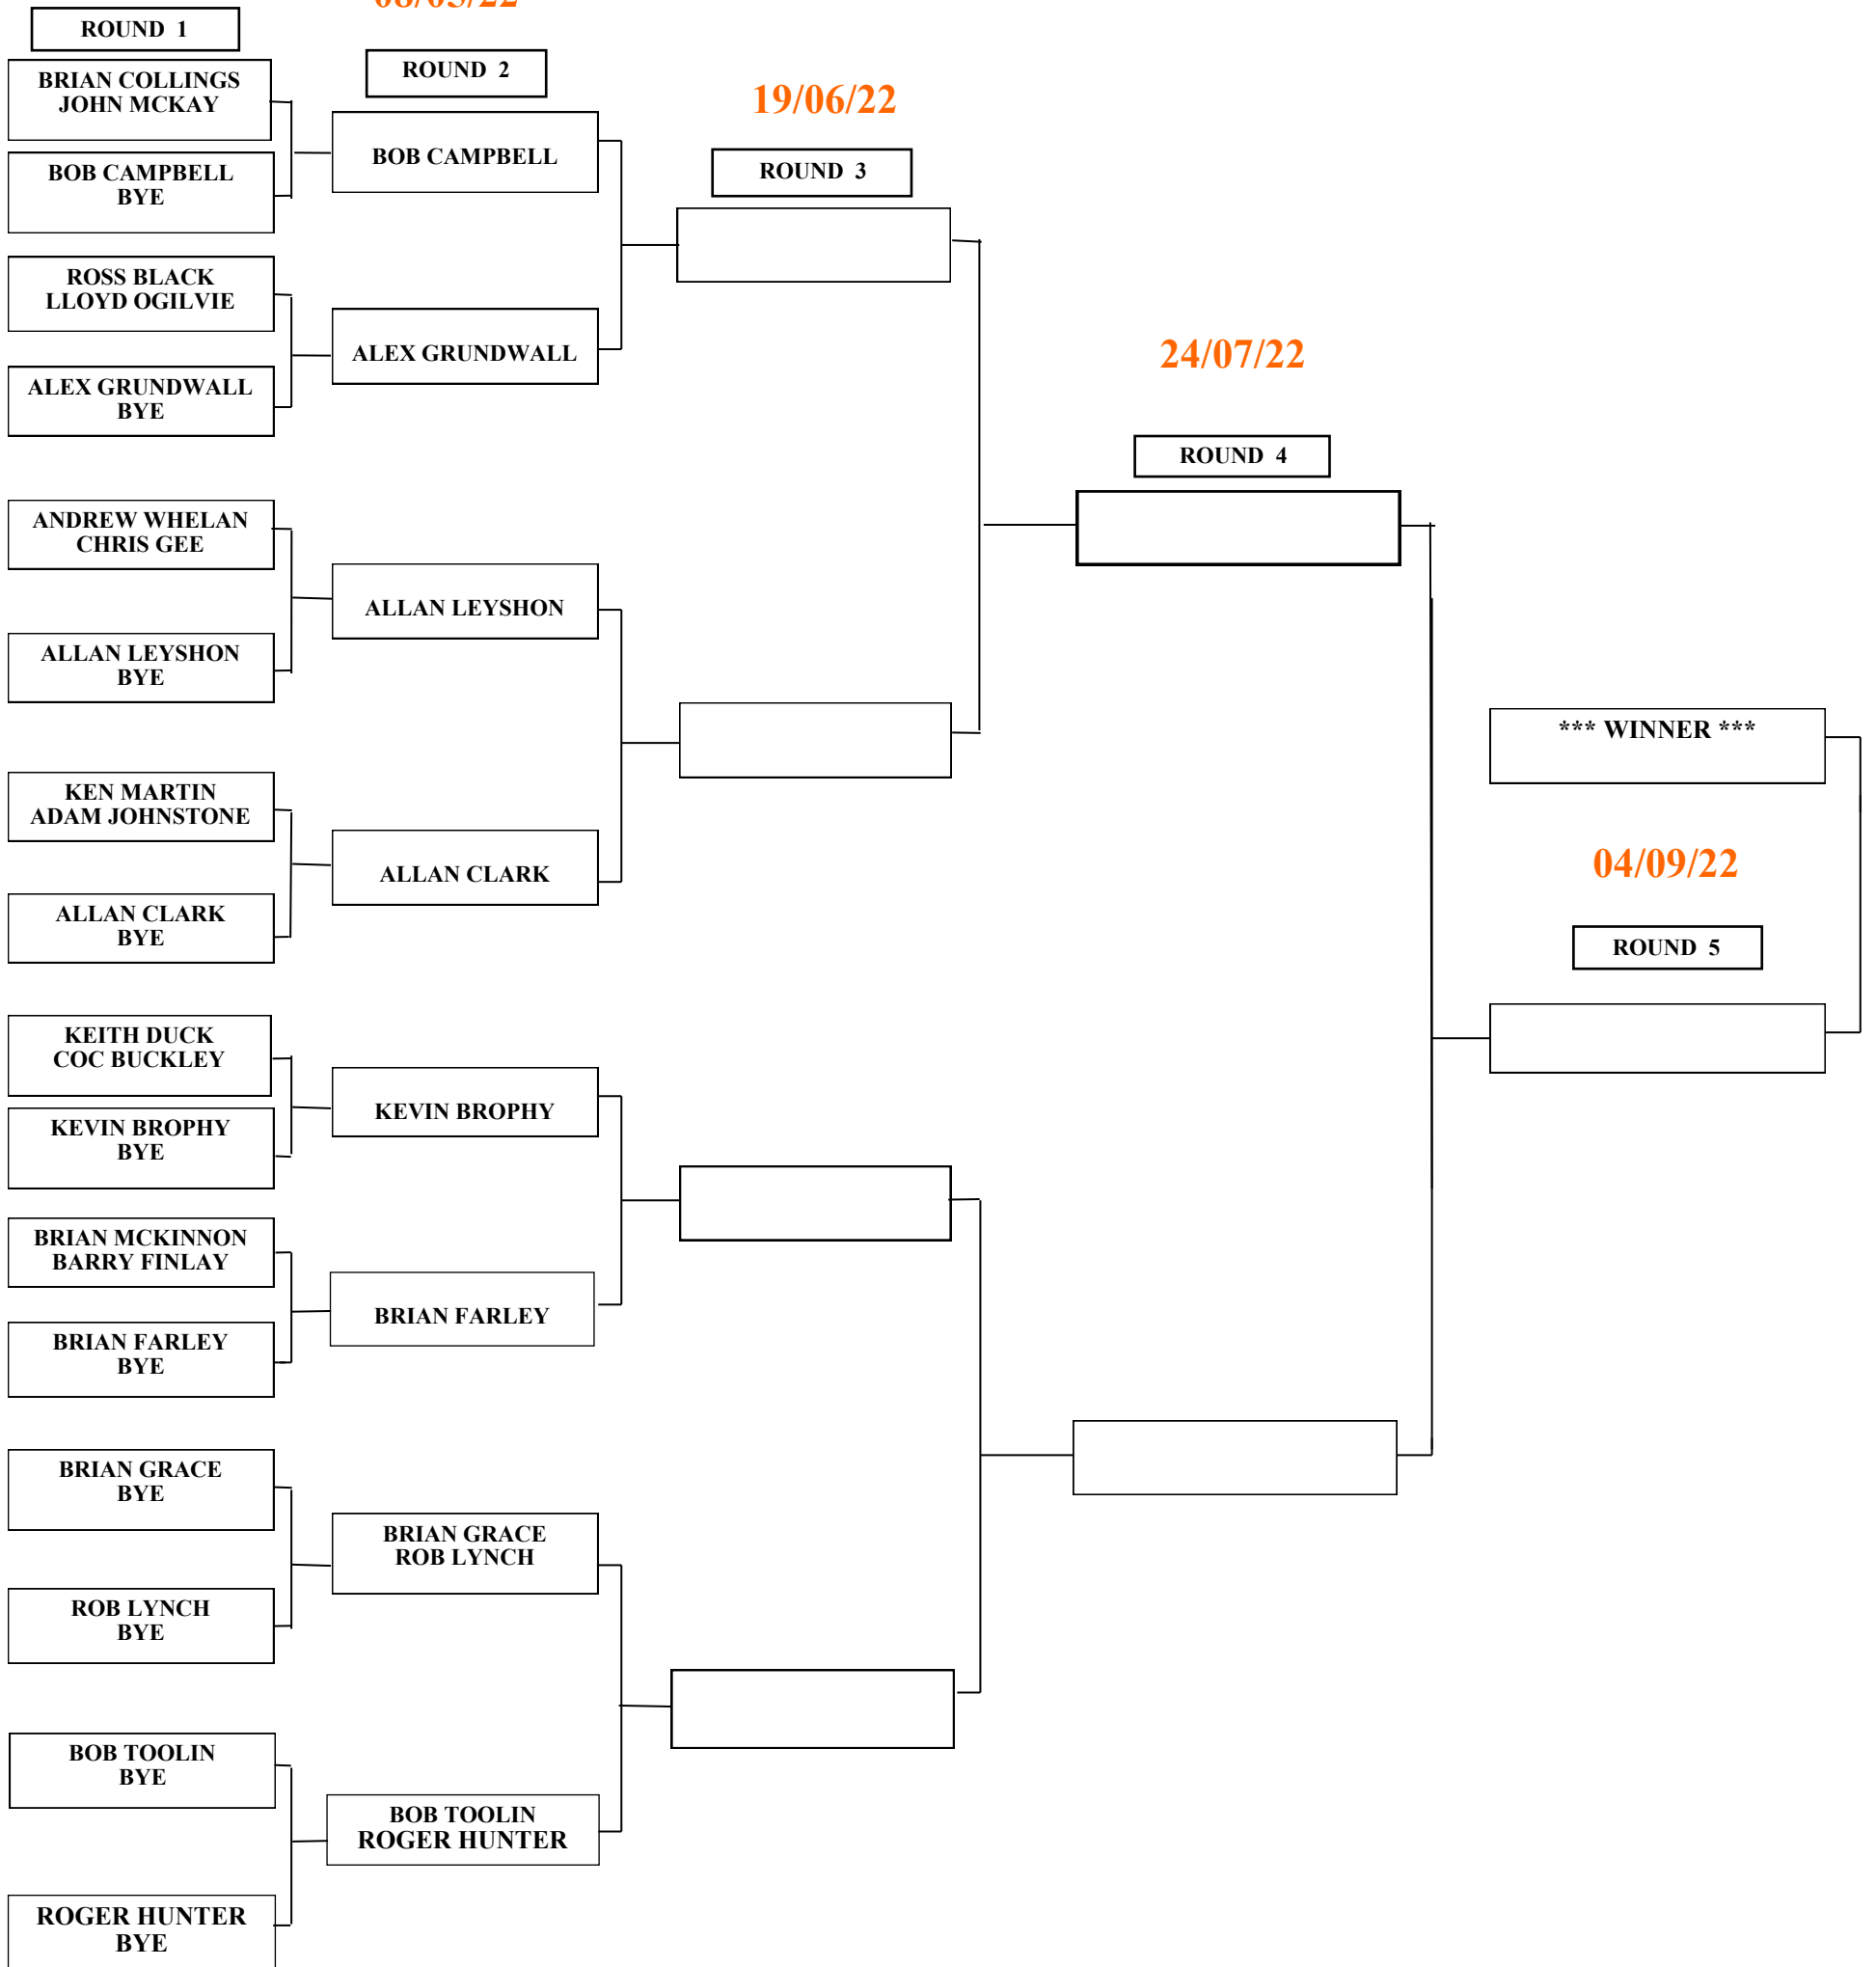 08/05/22
ROUND 1
ROUND 2
19/06/22
ROUND 3
24/07/22
ROUND 4
BRIAN COLLINGS
JOHN MCKAY
BOB CAMPBELL
BYE
BOB CAMPBELL
ROSS BLACK
LLOYD OGILVIE
ALEX GRUNDWALL
BYE
ALEX GRUNDWALL
ANDREW WHELAN
CHRIS GEE
ALLAN LEYSHON
BYE
ALLAN LEYSHON
KEN MARTIN
ADAM JOHNSTONE
ALLAN CLARK
BYE
ALLAN CLARK
*** WINNER ***
04/09/22
ROUND 5
KEITH DUCK
COC BUCKLEY
KEVIN BROPHY
BYE
KEVIN BROPHY
BRIAN MCKINNON
BARRY FINLAY
BRIAN FARLEY
BYE
BRIAN FARLEY
BRIAN GRACE
BYE
ROB LYNCH
BYE
BRIAN GRACE
ROB LYNCH
BOB TOOLIN
BYE
ROGER HUNTER
BYE
BOB TOOLIN
ROGER HUNTER